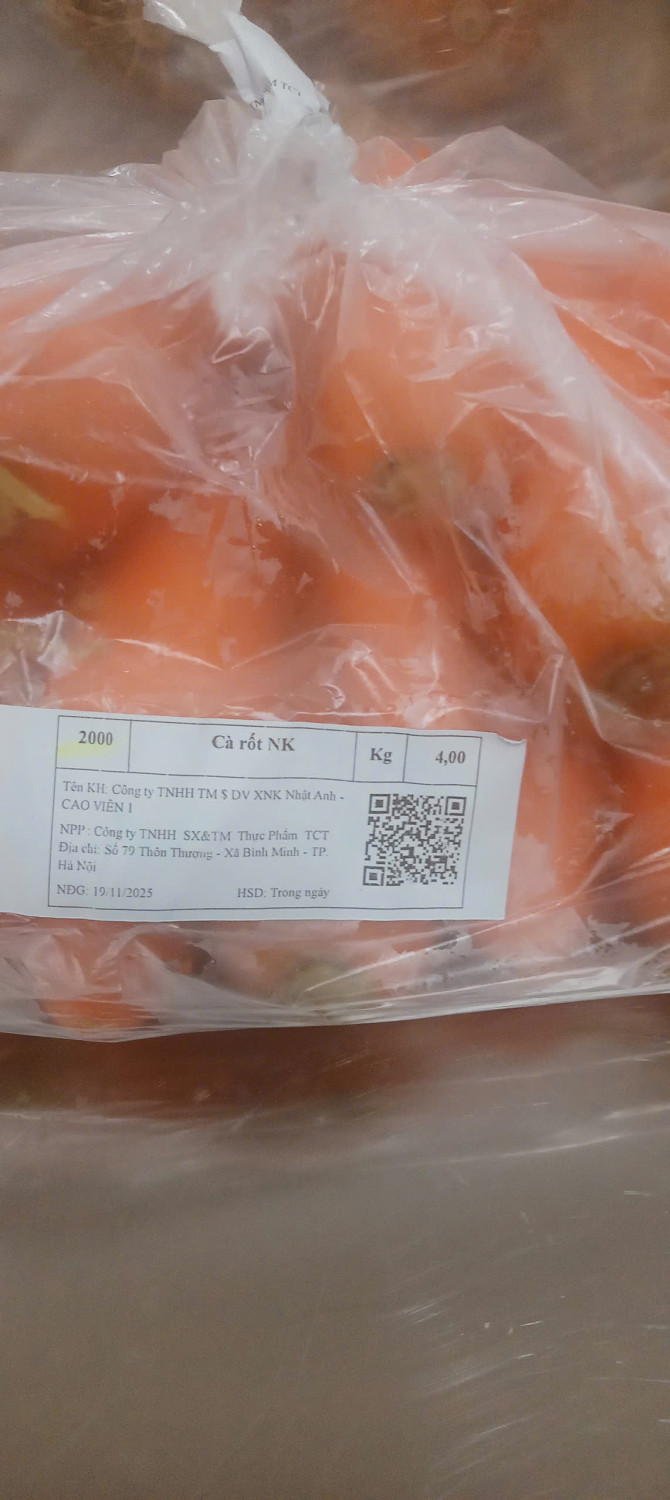 TCT
2000 Cà rốt NK Kg 4,00
Tên KH: Công ty TNHH TM $ DV XNK Nhật Anh -
CAO VIÊN 1
NPP : Công ty TNHH SX&TM Thực Phẩm TCT
Địa chỉ: Số 79 Thôn Thượng - Xã Bình Minh - TP.
Hà Nội
NĐG: 19/11/2025 HSD: Trong ngày